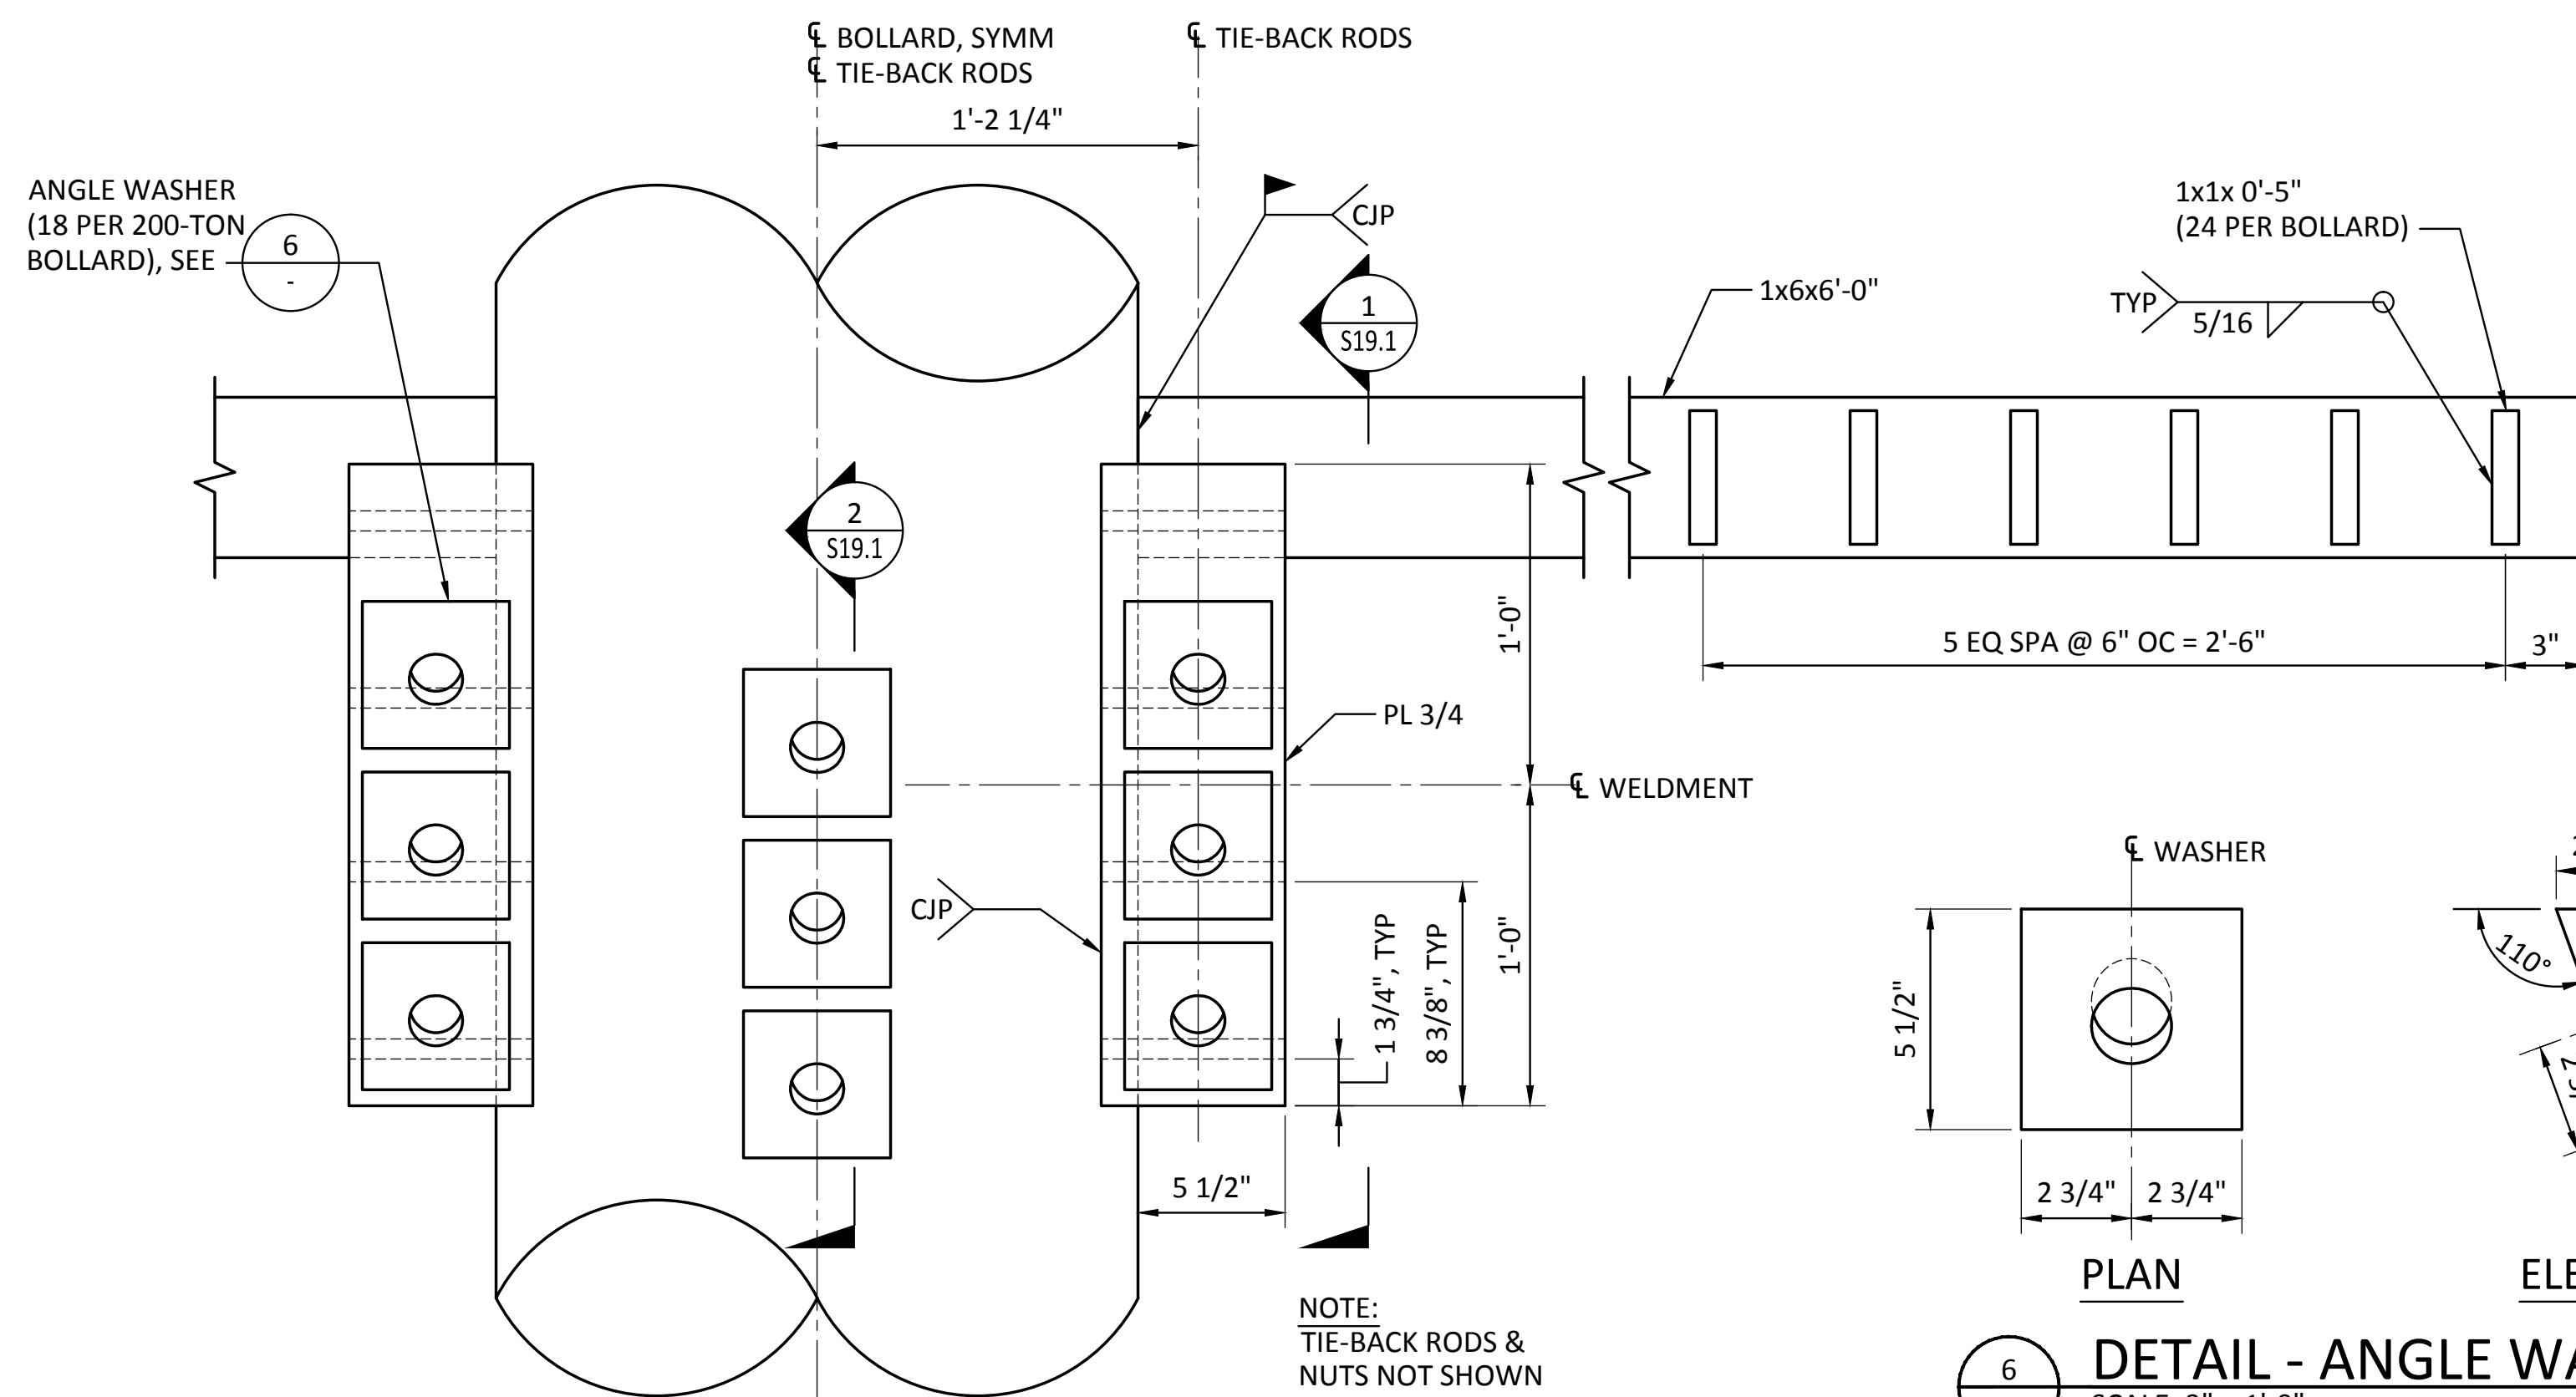 ℄ BOLLARD, SYMM
℄ TIE-BACK RODS
℄ TIE-BACK RODS
1'-2 1/4"
ANGLE WASHER
(18 PER 200-TON
BOLLARD), SEE
6
-
CJP
1
S19.1
1x6x6'-0"
1x1x 0'-5"
(24 PER BOLLARD)
TYP
5/16
2
S19.1
1'-0"
5 EQ SPA @ 6" OC = 2'-6"
3"
PL 3/4
℄ WELDMENT
CJP
1 3/4", TYP
8 3/8", TYP
1'-0"
5 1/2"
℄ WASHER
5 1/2"
110°
2 3/4"
2 3/4"
PLAN
NOTE:
TIE-BACK RODS &
NUTS NOT SHOWN
6
DETAIL - ANGLE